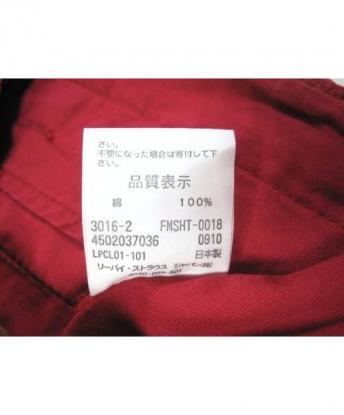 さい。
不要になった場合は寄付して下
さい。
品質表示
綿 100%
3016-2 FMSHT-0018
4502037036 0910
LPCL01-101 日本製
リーバイ・ストラウス ジャパン(株)